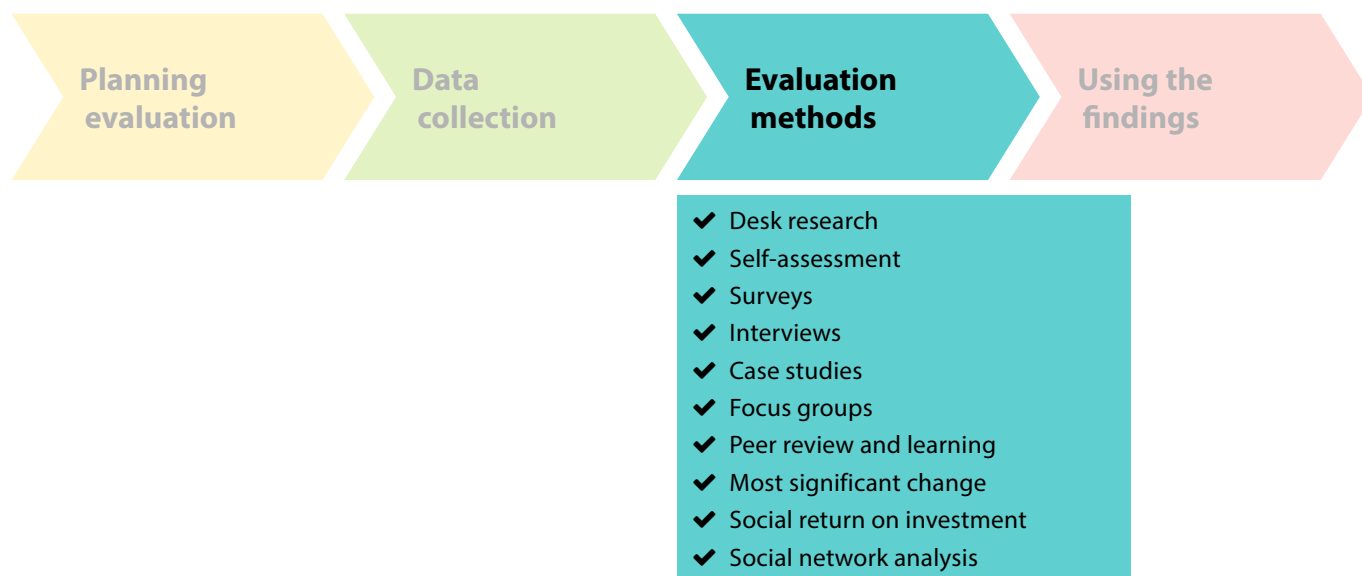 Planning
evaluation
Data
collection
Evaluation
methods
Using the
findings
✔ Desk research
✔ Self-assessment
✔ Surveys
✔ Interviews
✔ Case studies
✔ Focus groups
✔ Peer review and learning
✔ Most significant change
✔ Social return on investment
✔ Social network analysis